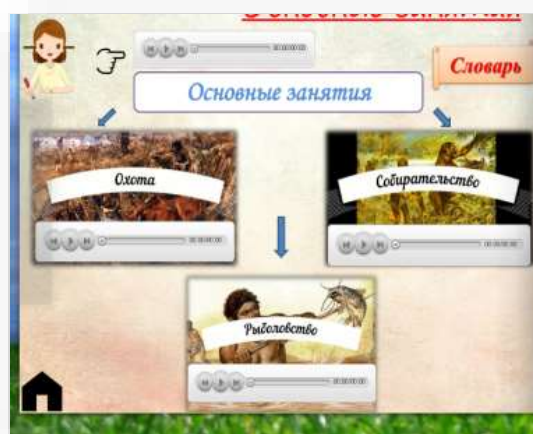 Словарь
Основные занятия
Охота
Собирательство
Рыболовство